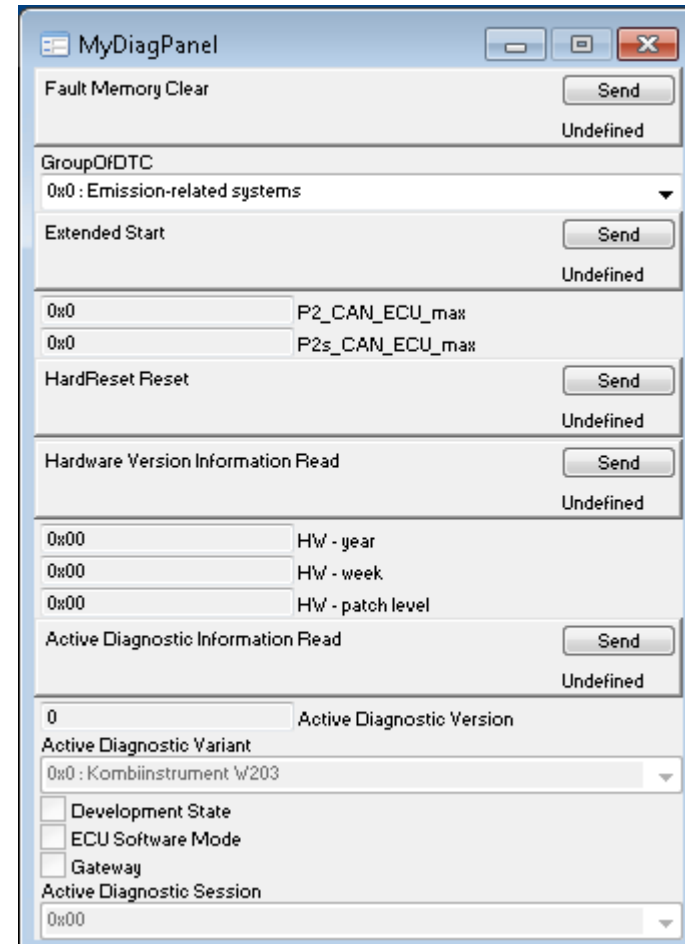 MyDiagPanel
Fault Memory Clear Send
Undefined
GroupOfDTC
0x0 : Emission-related systems
Extended Start Send
Undefined
0x0 P2_CAN_ECU_max
0x0 P2s_CAN_ECU_max
HardReset Reset Send
Undefined
Hardware Version Information Read Send
Undefined
0x00 HW - year
0x00 HW - week
0x00 HW - patch level
Active Diagnostic Information Read Send
Undefined
0 Active Diagnostic Version
Active Diagnostic Variant
0x0 : Kombiinstrument W203
Development State
ECU Software Mode
Gateway
Active Diagnostic Session
0x00